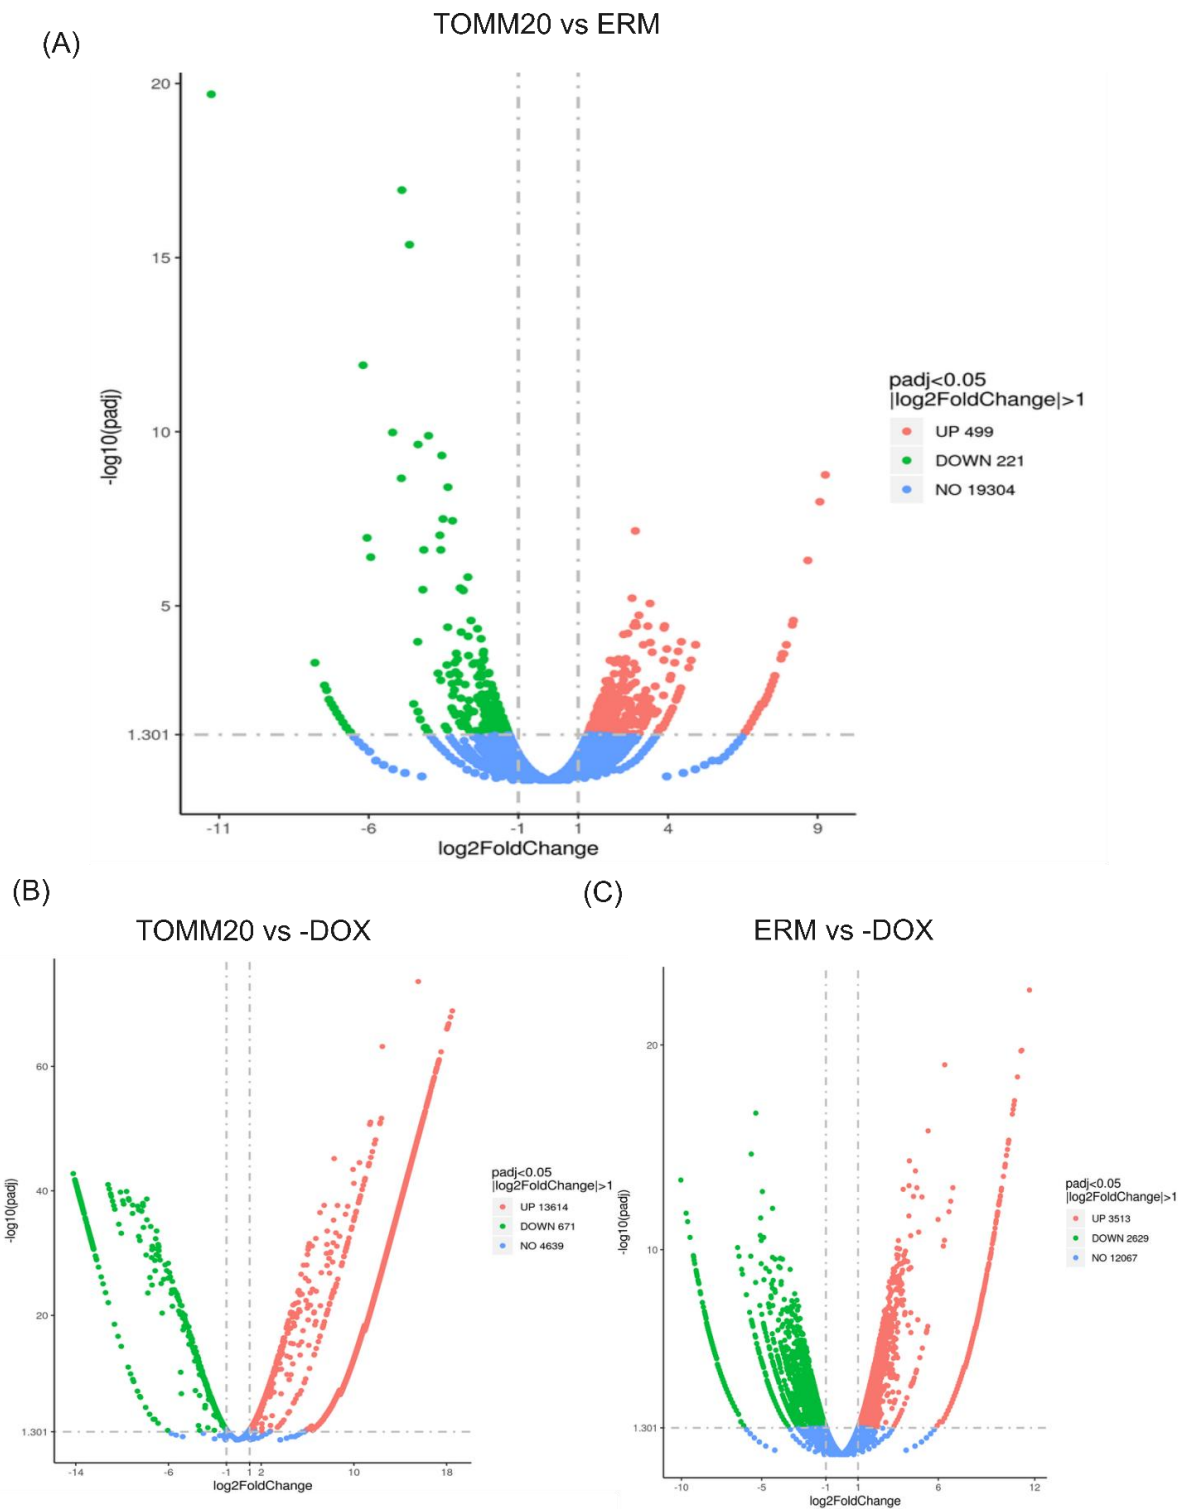 TOMM20 vs ERM
(A)
20
15
10
5
1.301
-log10(padj)
-11
-6
-1
1
4
9
log2FoldChange
padj<0.05
|log2FoldChange|>1
UP 499
DOWN 221
NO 19304
(B)
TOMM20 vs -DOX
60
40
20
1.301
-log10(padj)
-14
-6
-1
1
2
10
18
log2FoldChange
padj<0.05
|log2FoldChange|>1
UP 13614
DOWN 671
NO 4639
(C)
ERM vs -DOX
20
10
1.301
-log10(padj)
-10
-5
-1
1
6
12
log2FoldChange
padj<0.05
|log2FoldChange|>1
UP 3513
DOWN 2629
NO 12067